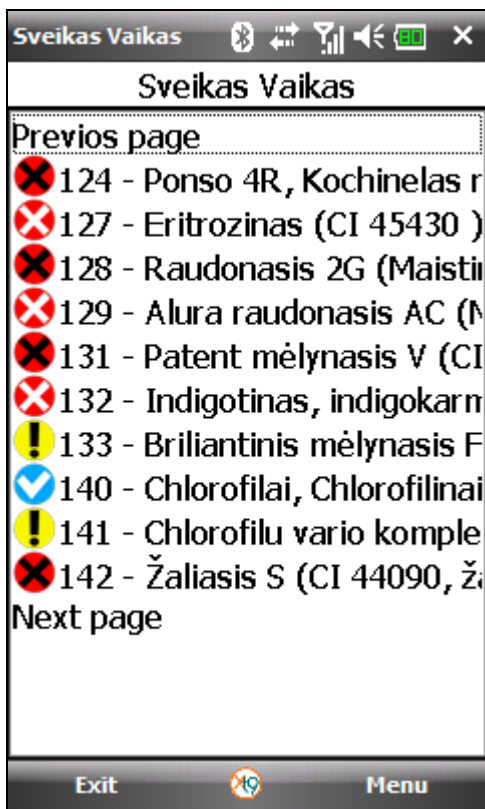 Sveikas Vaikas
Sveikas Vaikas
Previos page
124 - Ponso 4R, Kochinelas r
127 - Eritrozinas (CI 45430 )
128 - Raudonasis 2G (Maistin
129 - Alura raudonasis AC (
131 - Patent mėlynasis V (CI
132 - Indigotinas, indigokarm
133 - Briliantinis mėlynasis F
140 - Chlorofilai, Chlorofilinai
141 - Chlorofilu vario komple
142 - Žaliasis S (CI 44090, ž
Next page
Exit
Menu